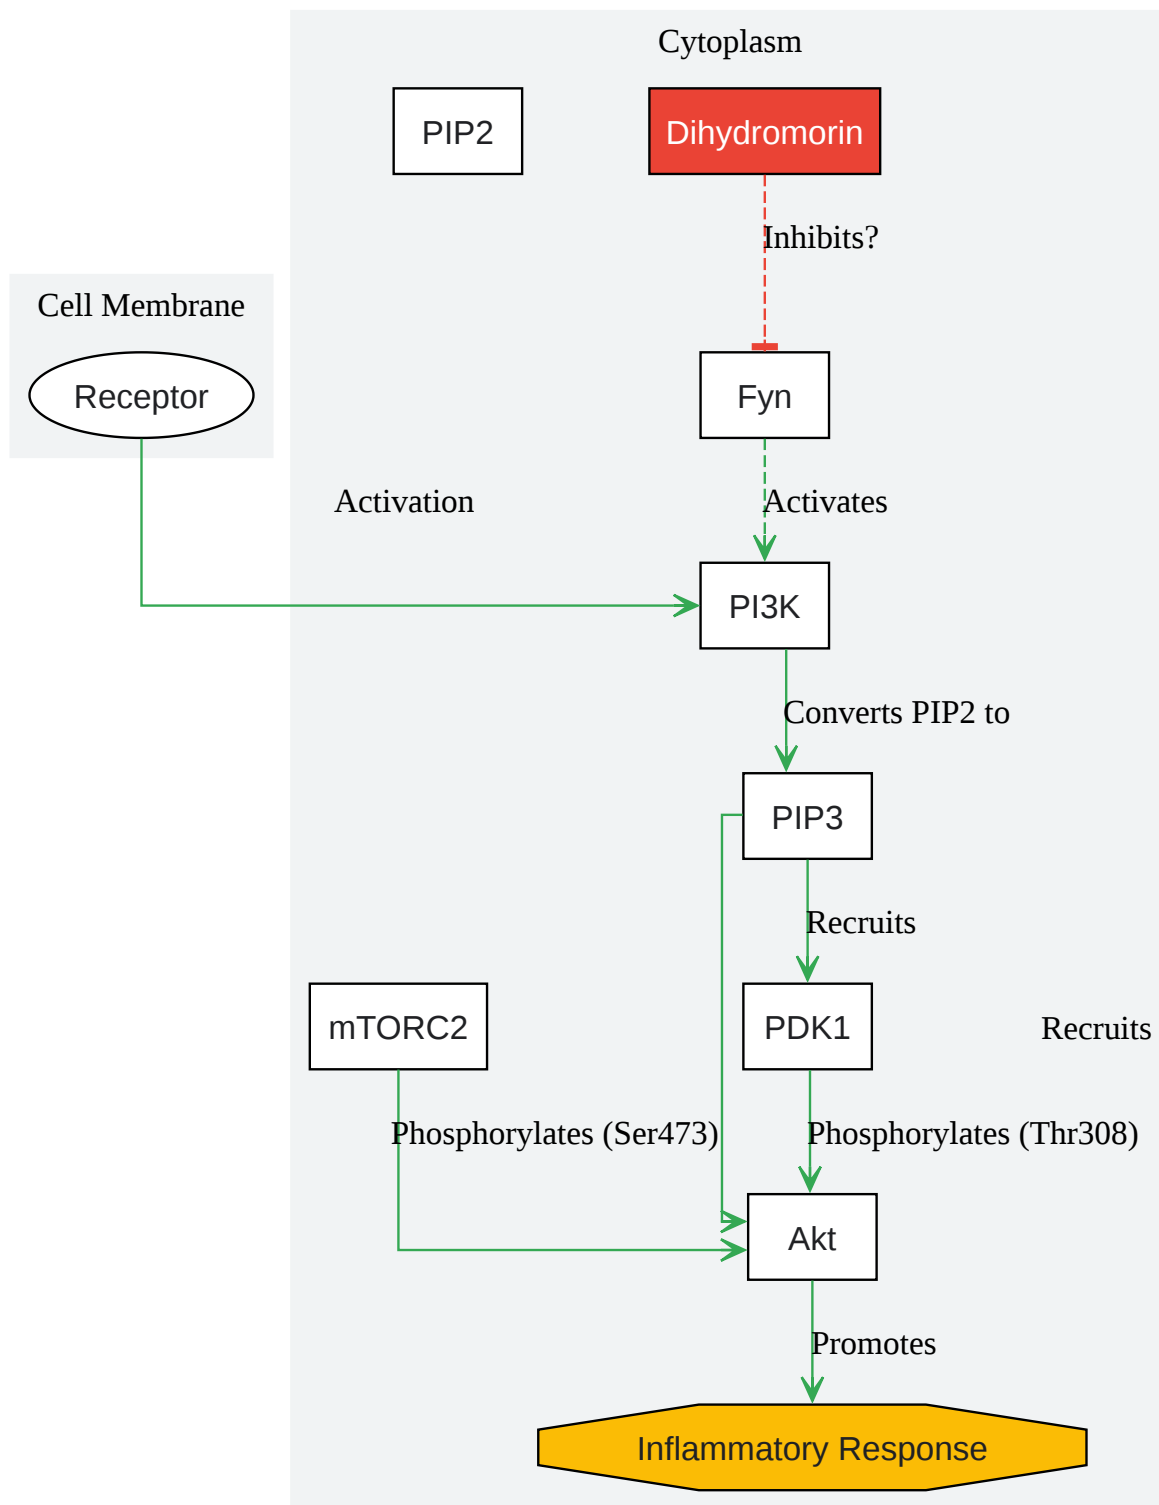 Cytoplasm
PIP2
Dihydromorin
Inhibits?
Cell Membrane
Receptor
Fyn
Activation
Activates
PI3K
Converts PIP2 to
PIP3
Recruits
mTORC2
PDK1
Recruits
Phosphorylates (Ser473)
Phosphorylates (Thr308)
Akt
Promotes
Inflammatory Response